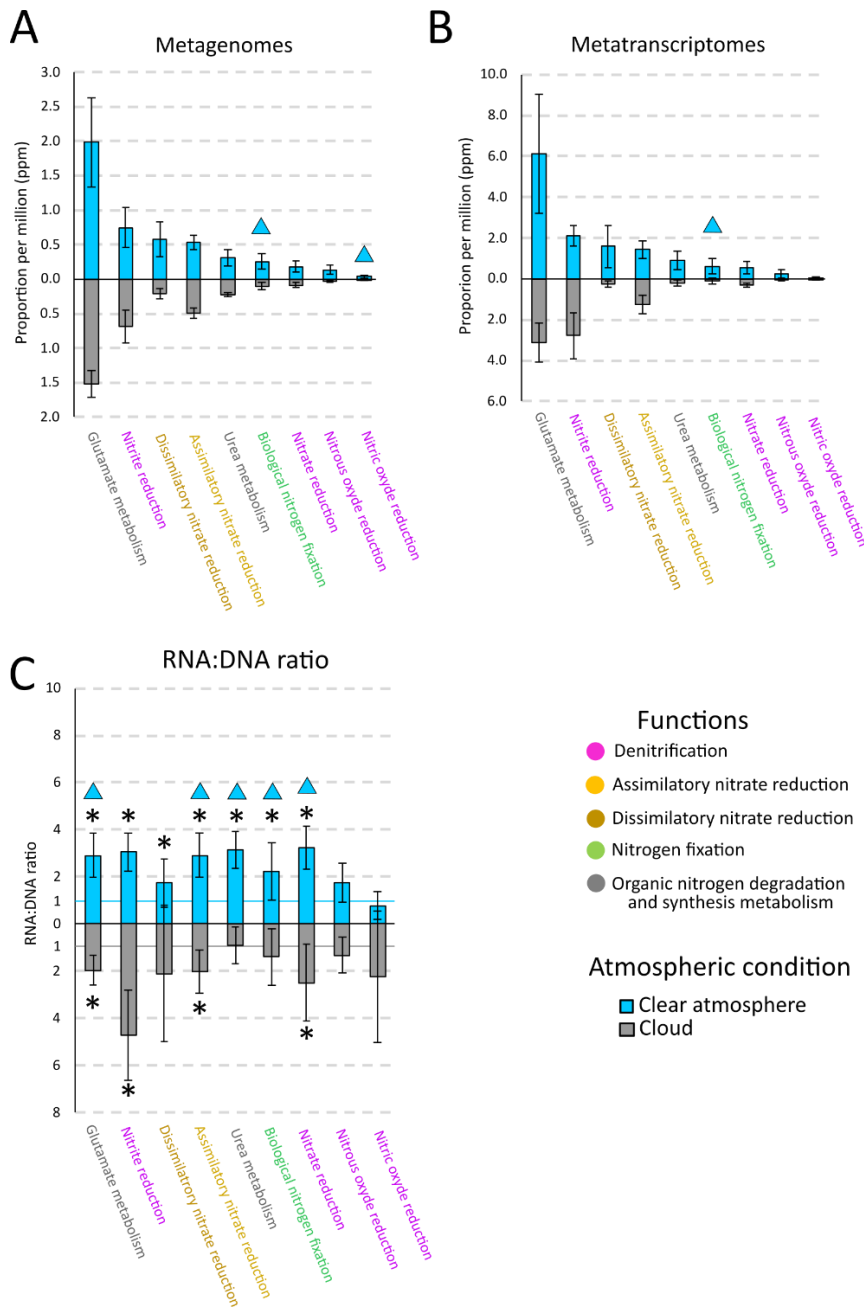 A
Metagenomes
Proportion per million (ppm)
3.0
2.5
2.0
1.5
1.0
0.5
0.0
0.5
1.0
1.5
2.0
Glutamate metabolism
Nitrite reduction
Dissimilatory nitrate reduction
Assimilatory nitrate reduction
Urea metabolism
Biological nitrogen fixation
Nitrate reduction
Nitrous oxyde reduction
Nitric oxyde reduction
B
Metatranscriptomes
Proporion per million (ppm)
10.0
8.0
6.0
4.0
2.0
0.0
2.0
4.0
6.0
Glutamate metabolism
Nitrite reduction
Dissimilatory nitrate reduction
Assimilatory nitrate reduction
Urea metabolism
Biological nitrogen fixation
Nitrate reduction
Nitrous oxyde reduction
Nitric oxyde reduction
C
RNA:DNA ratio
RNA:DNA ratio
10
8
6
4
2
1
0
1
2
4
6
8
* * * * * * *
* * * *
Glutamate metabolism
Nitrite reduction
Dissimilatrory nitrate reduction
Assimilatory nitrate reduction
Urea metabolism
Biological nitrogen fixation
Nitrate reduction
Nitrous oxyde reduction
Nitric oxyde reduction
Functions
Denitrification
Assimilatory nitrate reduction
Dissimilatory nitrate reduction
Nitrogen fixation
Organic nitrogen degradation
and synthesis metabolism
Atmospheric condition
Clear atmosphere
Cloud